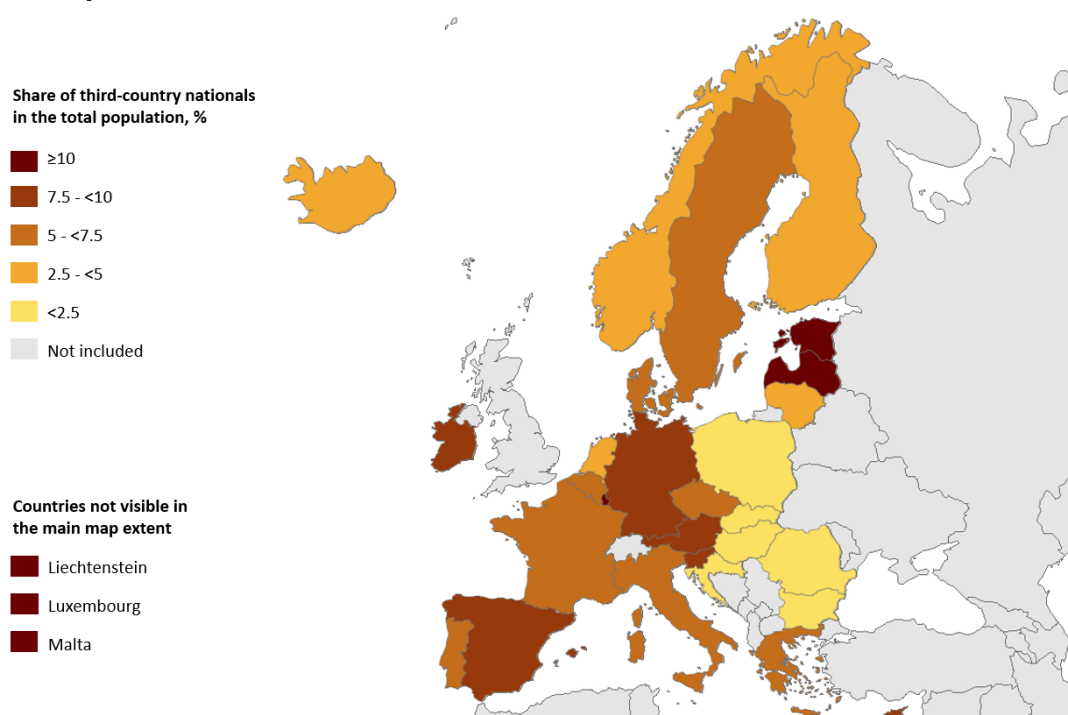 Share of third-country nationals
in the total population, %
≥10
7.5 - <10
5 - <7.5
2.5 - <5
<2.5
Not included
Countries not visible in
the main map extent
Liechtenstein
Luxembourg
Malta